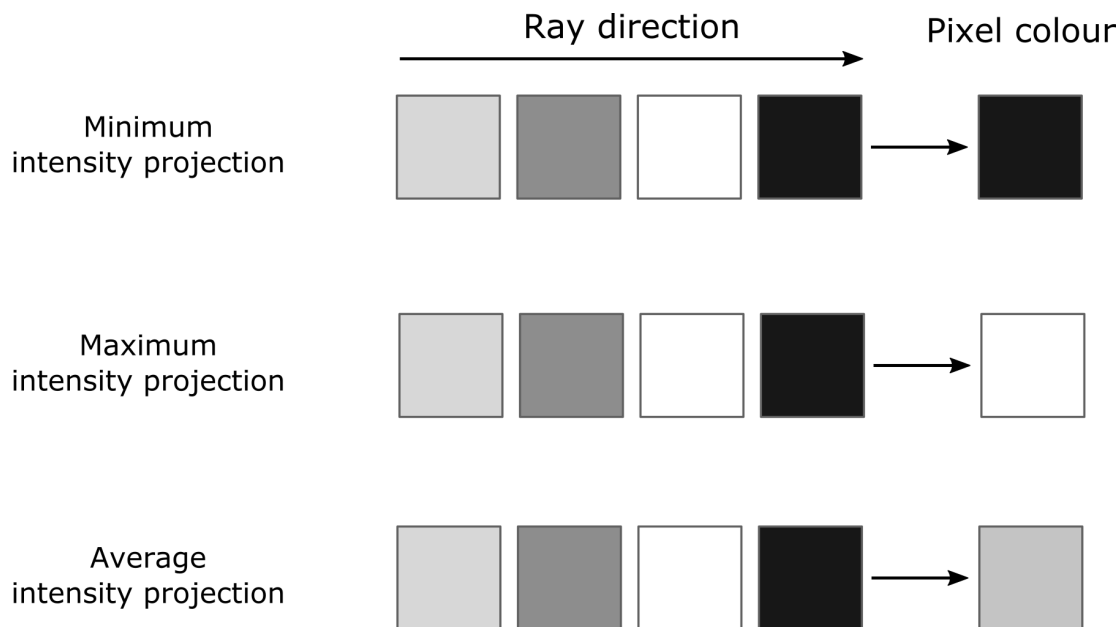 Ray direction
Pixel colour
Minimum
intensity projection
Maximum
intensity projection
Average
intensity projection